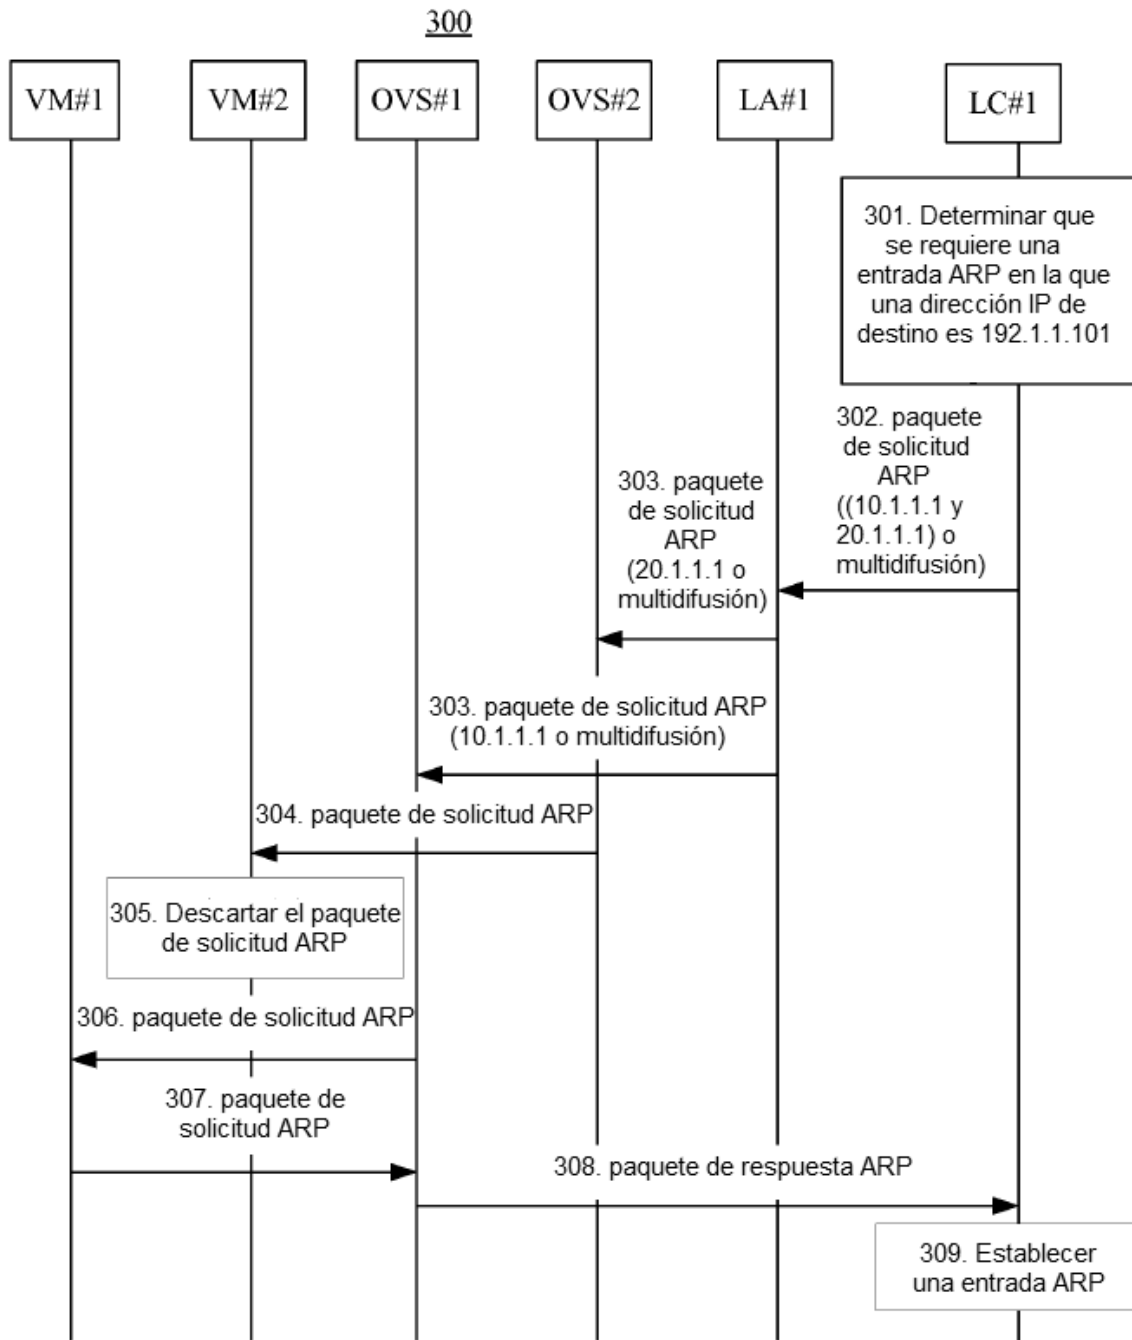 300
VM#1
VM#2
OVS#1
OVS#2
LA#1
LC#1
301. Determinar que
se requiere una
entrada ARP en la que
una dirección IP de
destino es 192.1.1.101
302. paquete
de solicitud
ARP
((10.1.1.1 y
20.1.1.1) o
multidifusión)
303. paquete
de solicitud
ARP
(20.1.1.1 o
multidifusión)
303. paquete de solicitud ARP
(10.1.1.1 o multidifusión)
304. paquete de solicitud ARP
305. Descartar el paquete
de solicitud ARP
306. paquete de solicitud ARP
307. paquete de
solicitud ARP
308. paquete de respuesta ARP
309. Establecer
una entrada ARP